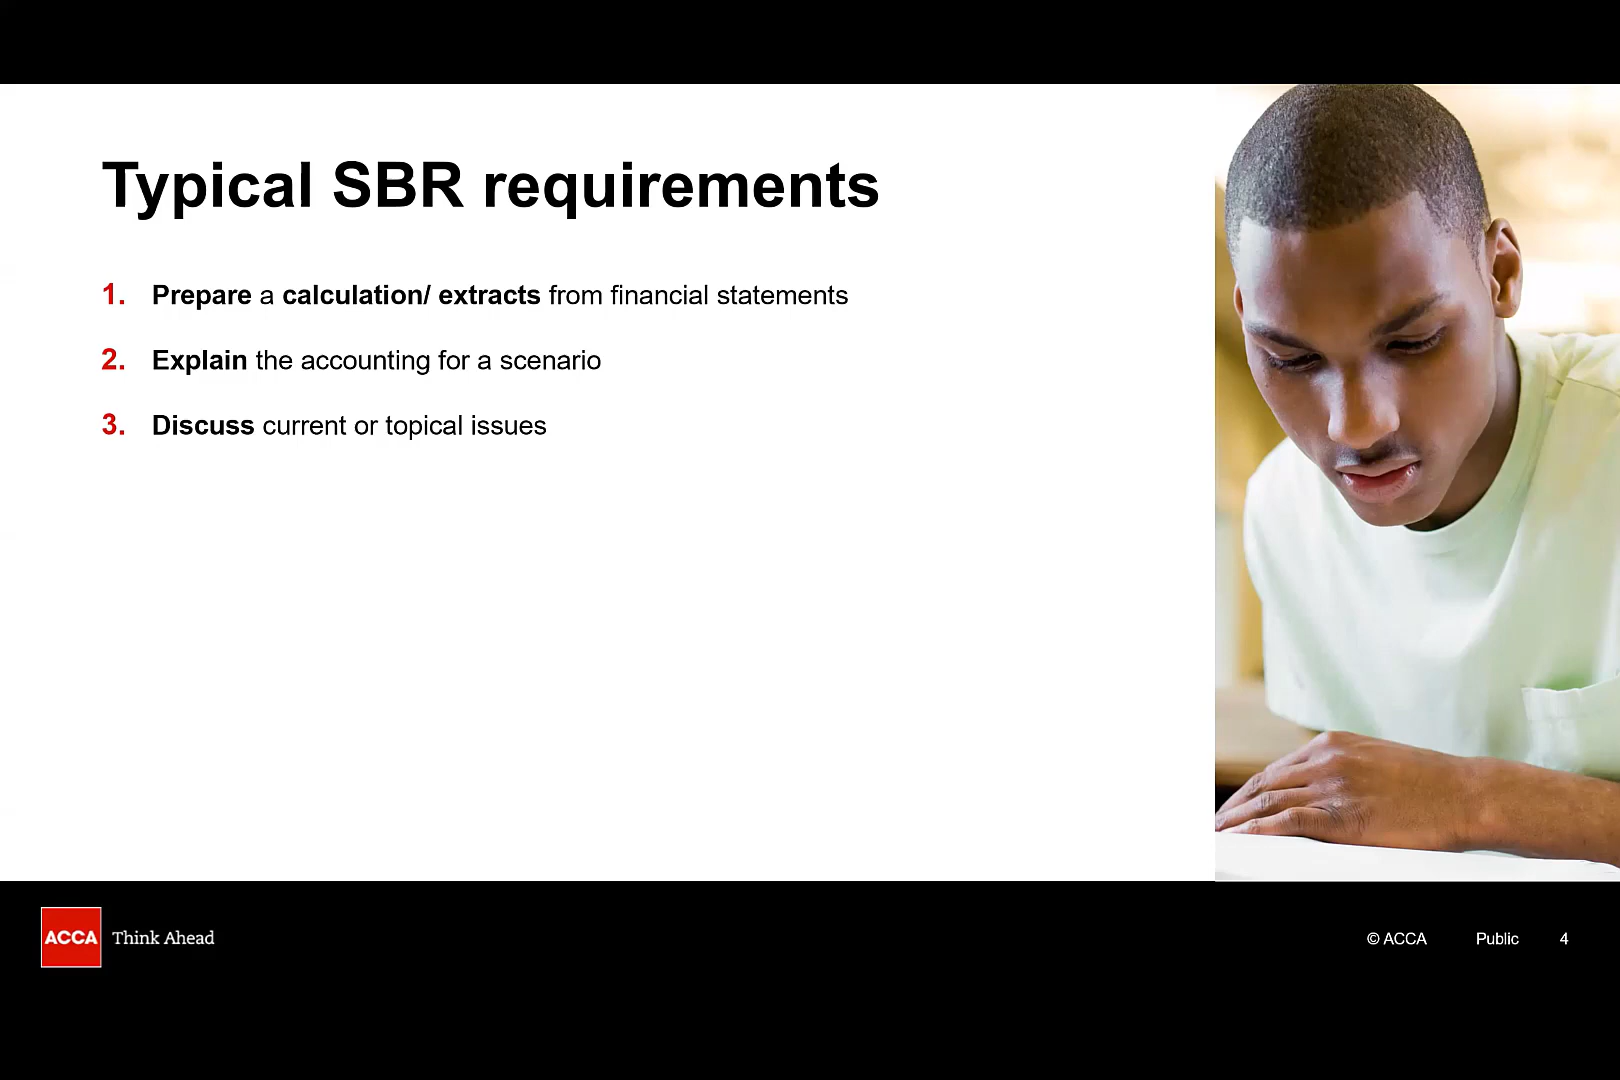 Typical SBR requirements
1. Prepare a calculation/ extracts from financial statements
2. Explain the accounting for a scenario
3. Discuss current or topical issues
ACCA Think Ahead
© ACCA Public 4